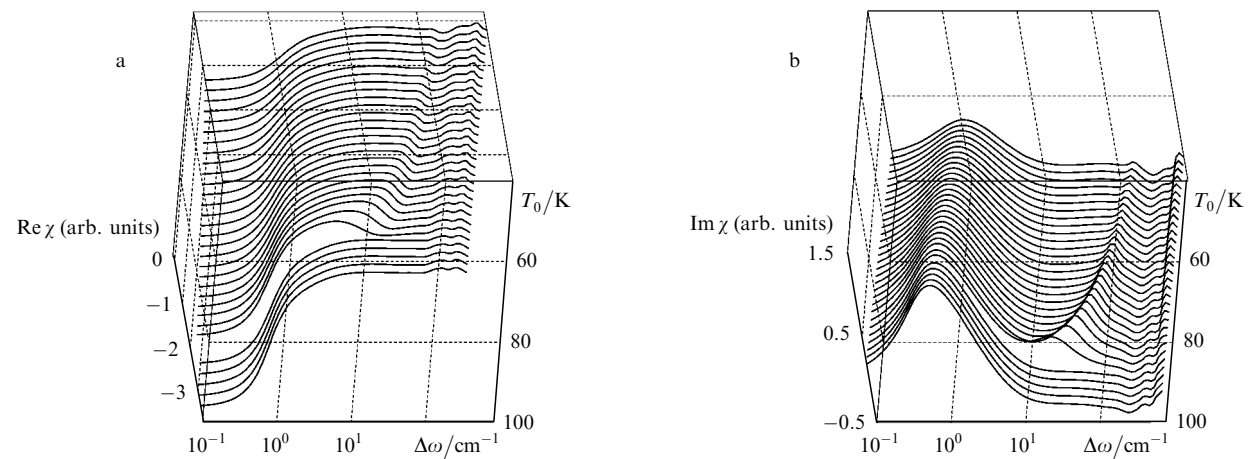 a
Re χ (arb. units)
0
−1
−2
−3
T₀/K
60
80
100
10⁻¹ 10⁰ 10¹ Δω/cm⁻¹
b
Im χ (arb. units)
1.5
0.5
−0.5
T₀/K
60
80
100
10⁻¹ 10⁰ 10¹ Δω/cm⁻¹